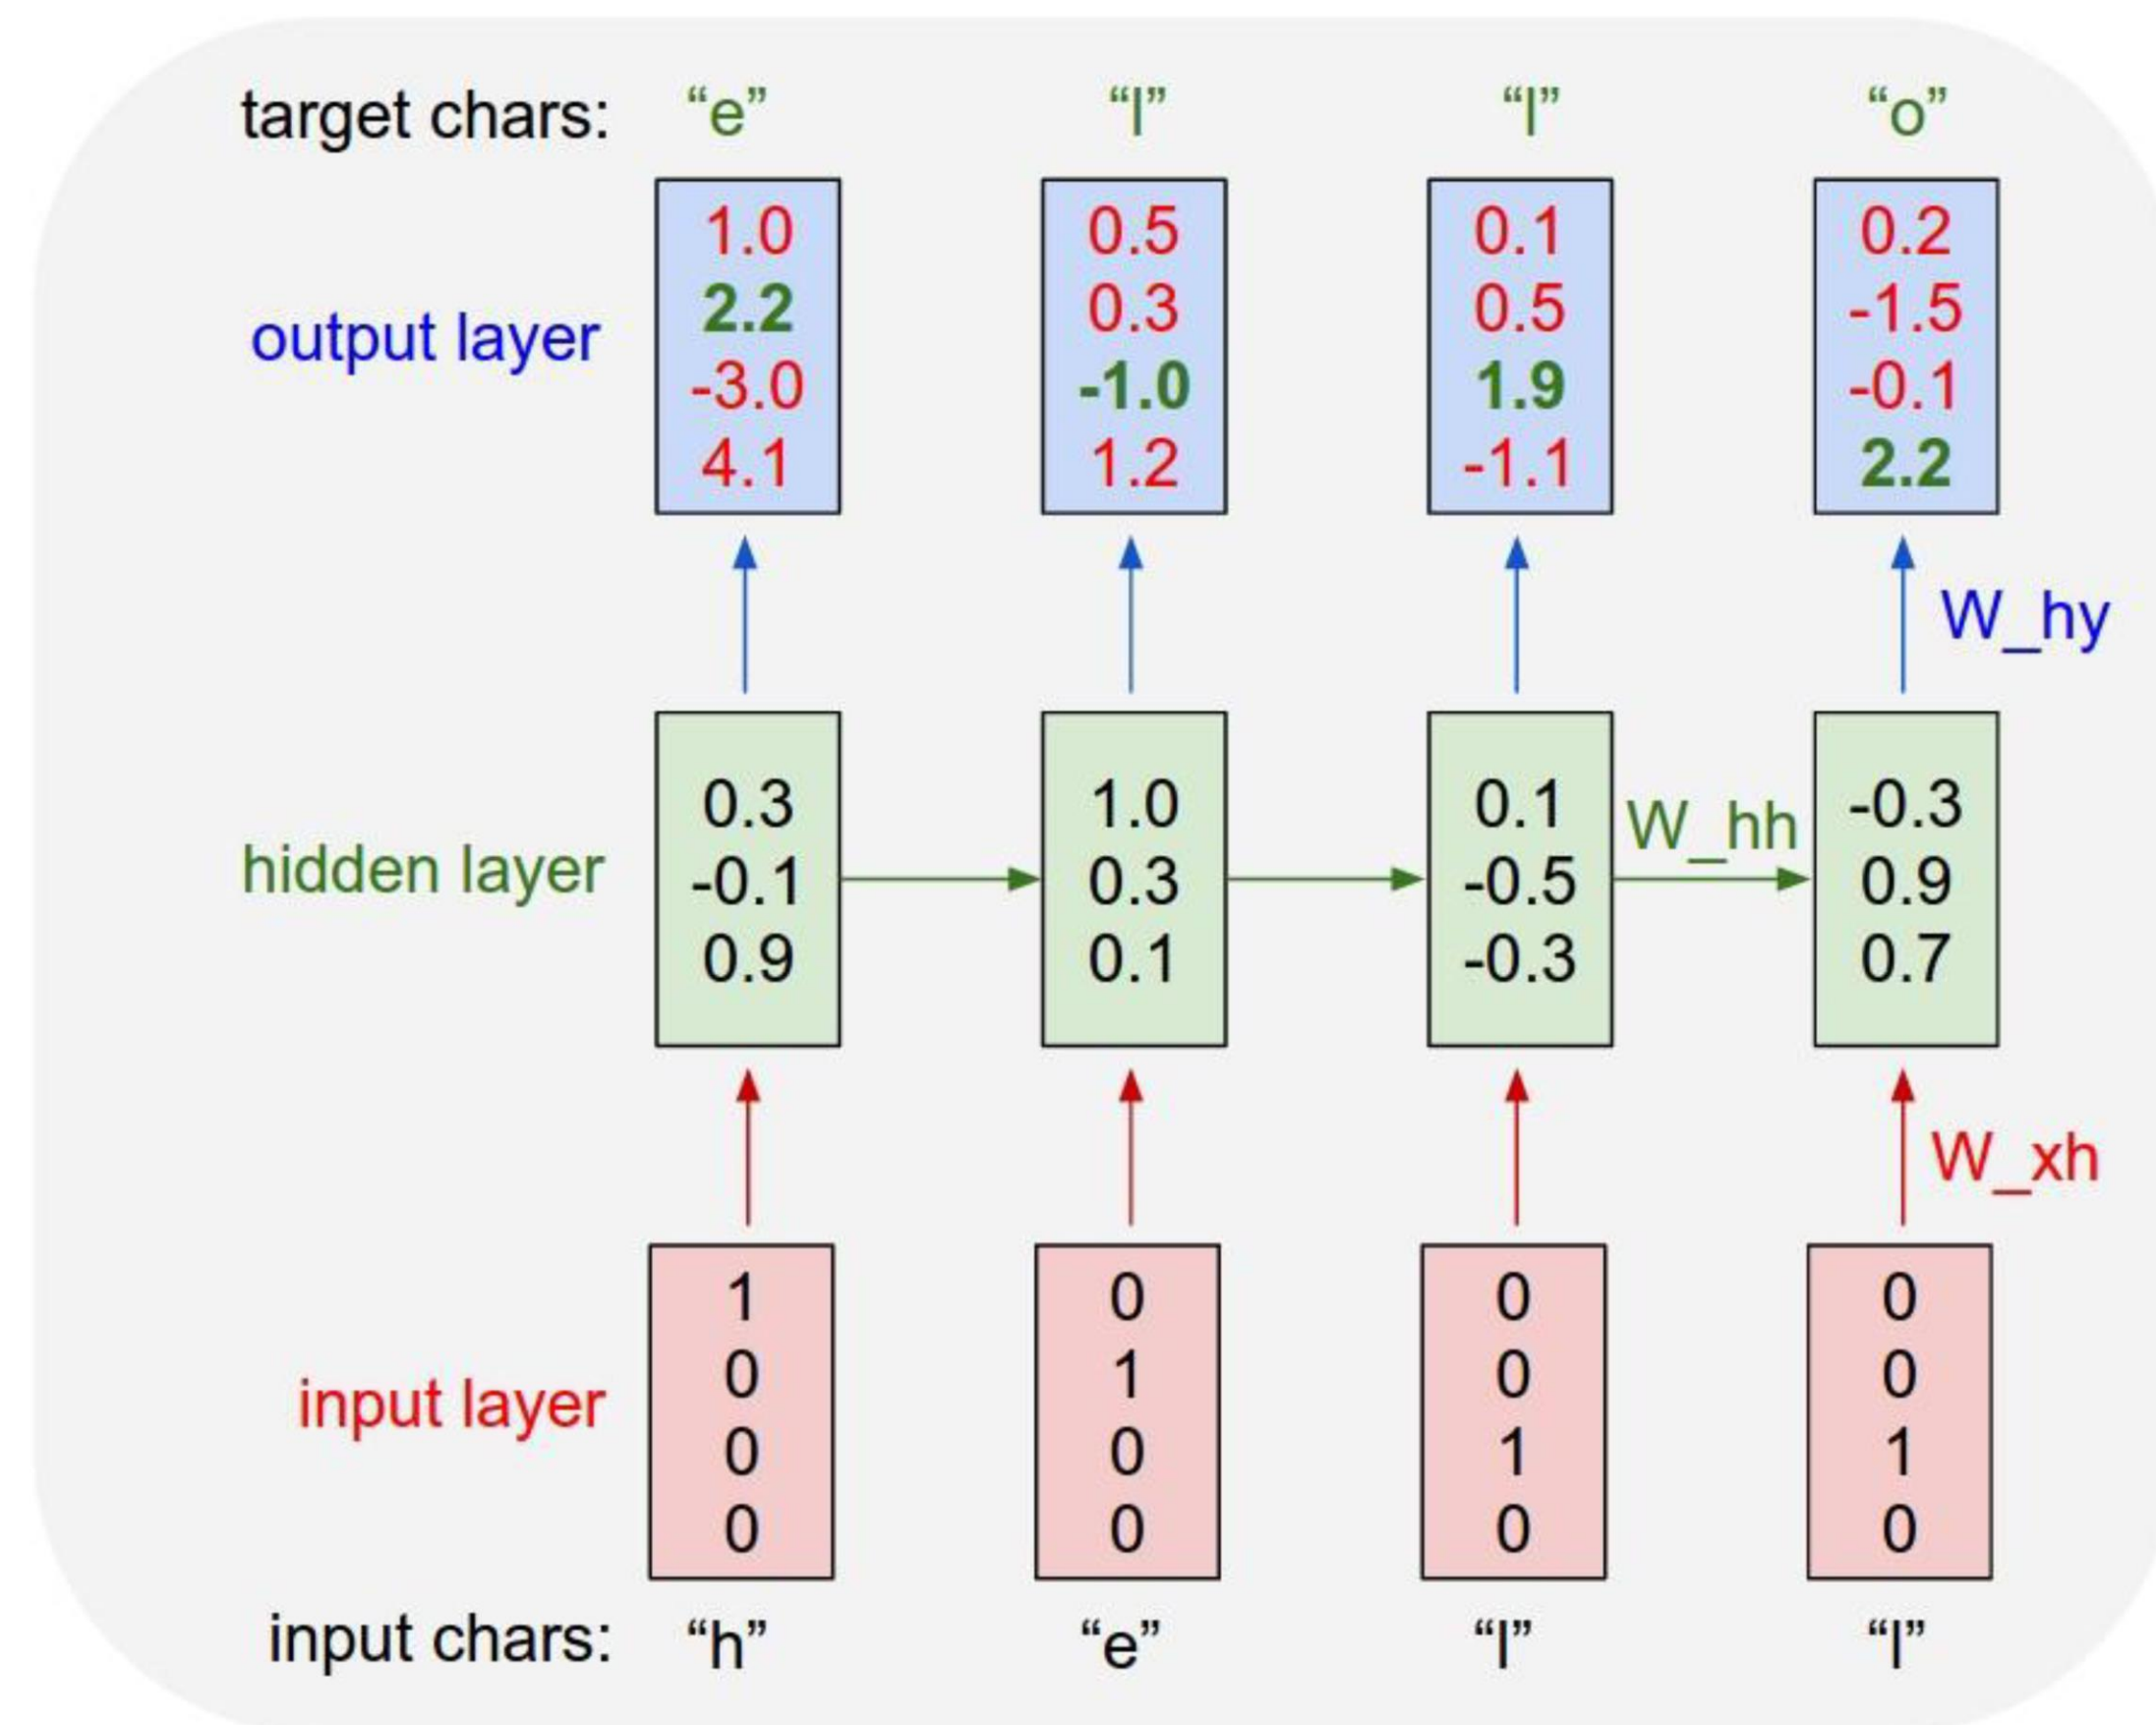 target chars: “e” “l” “l” “o”
1.0 0.5 0.1 0.2
2.2 0.3 0.5 -1.5
output layer
-3.0 -1.0 1.9 -0.1
4.1 1.2 -1.1 2.2
W_hy
0.3 1.0 0.1 W_hh -0.3
hidden layer -0.1 0.3 -0.5 0.9
0.9 0.1 -0.3 0.7
W_xh
1 0 0 0
0 1 0 0
input layer
0 0 1 1
0 0 0 0
input chars: “h” “e” “l” “l”